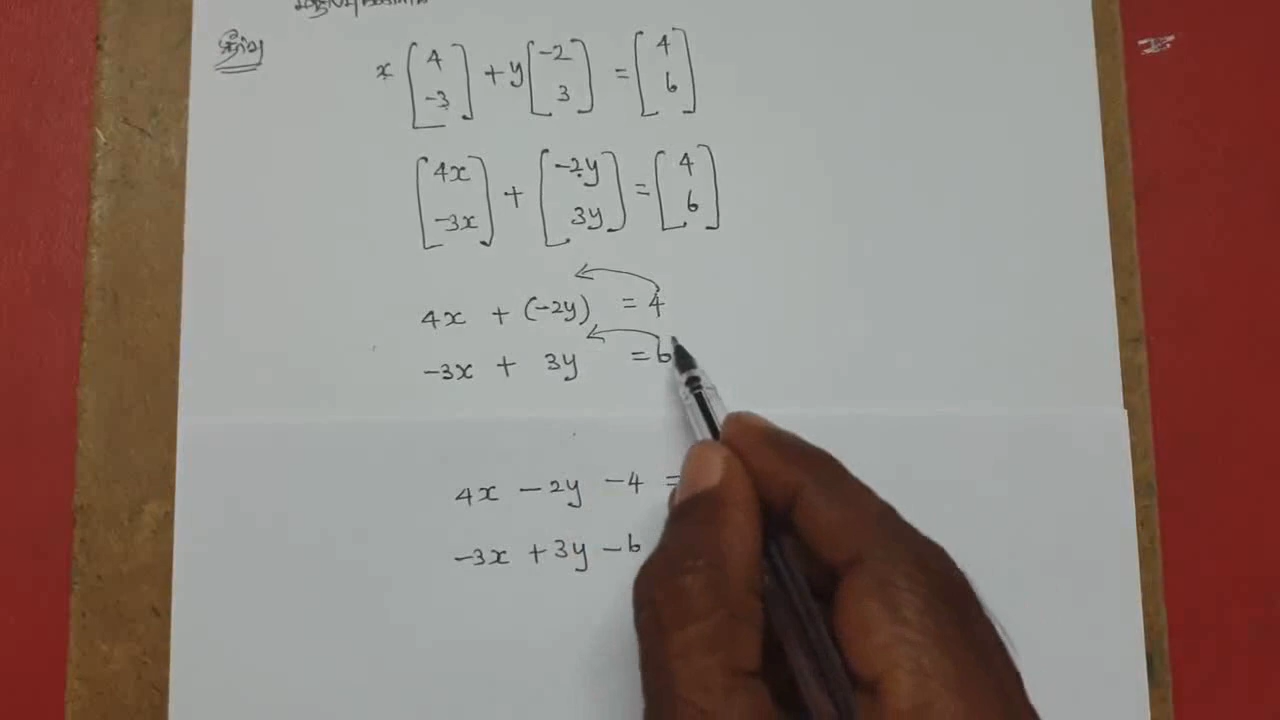 தீர்வு
x [4 -3] + y [-2 3] = [4 6]
[4x -3x] + [-2y 3y] = [4 6]
4x + (-2y) = 4
-3x + 3y = 6
4x - 2y - 4 =
-3x + 3y - 6